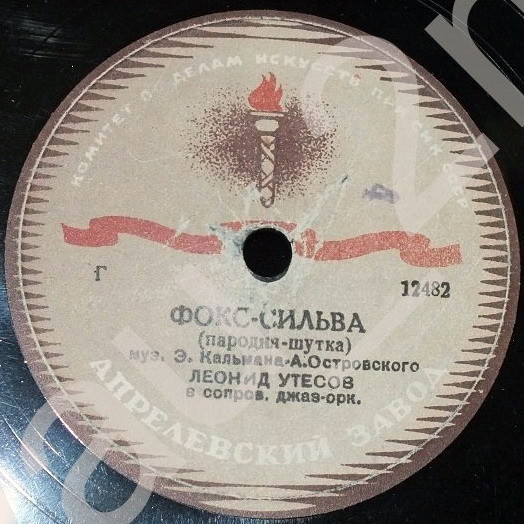 КОМИТЕТ ПО ДЕЛАМ ИСКУССТВ ПРИ СНК СССР
Г 12482
ФОКС-СИЛЬВА
(пародия-шутка)
муз. Э. Кальмана-А.Островского
ЛЕОНИД УТЕСОВ
в сопров. джаз-орк.
АПРЕЛЕВСКИЙ ЗАВОД